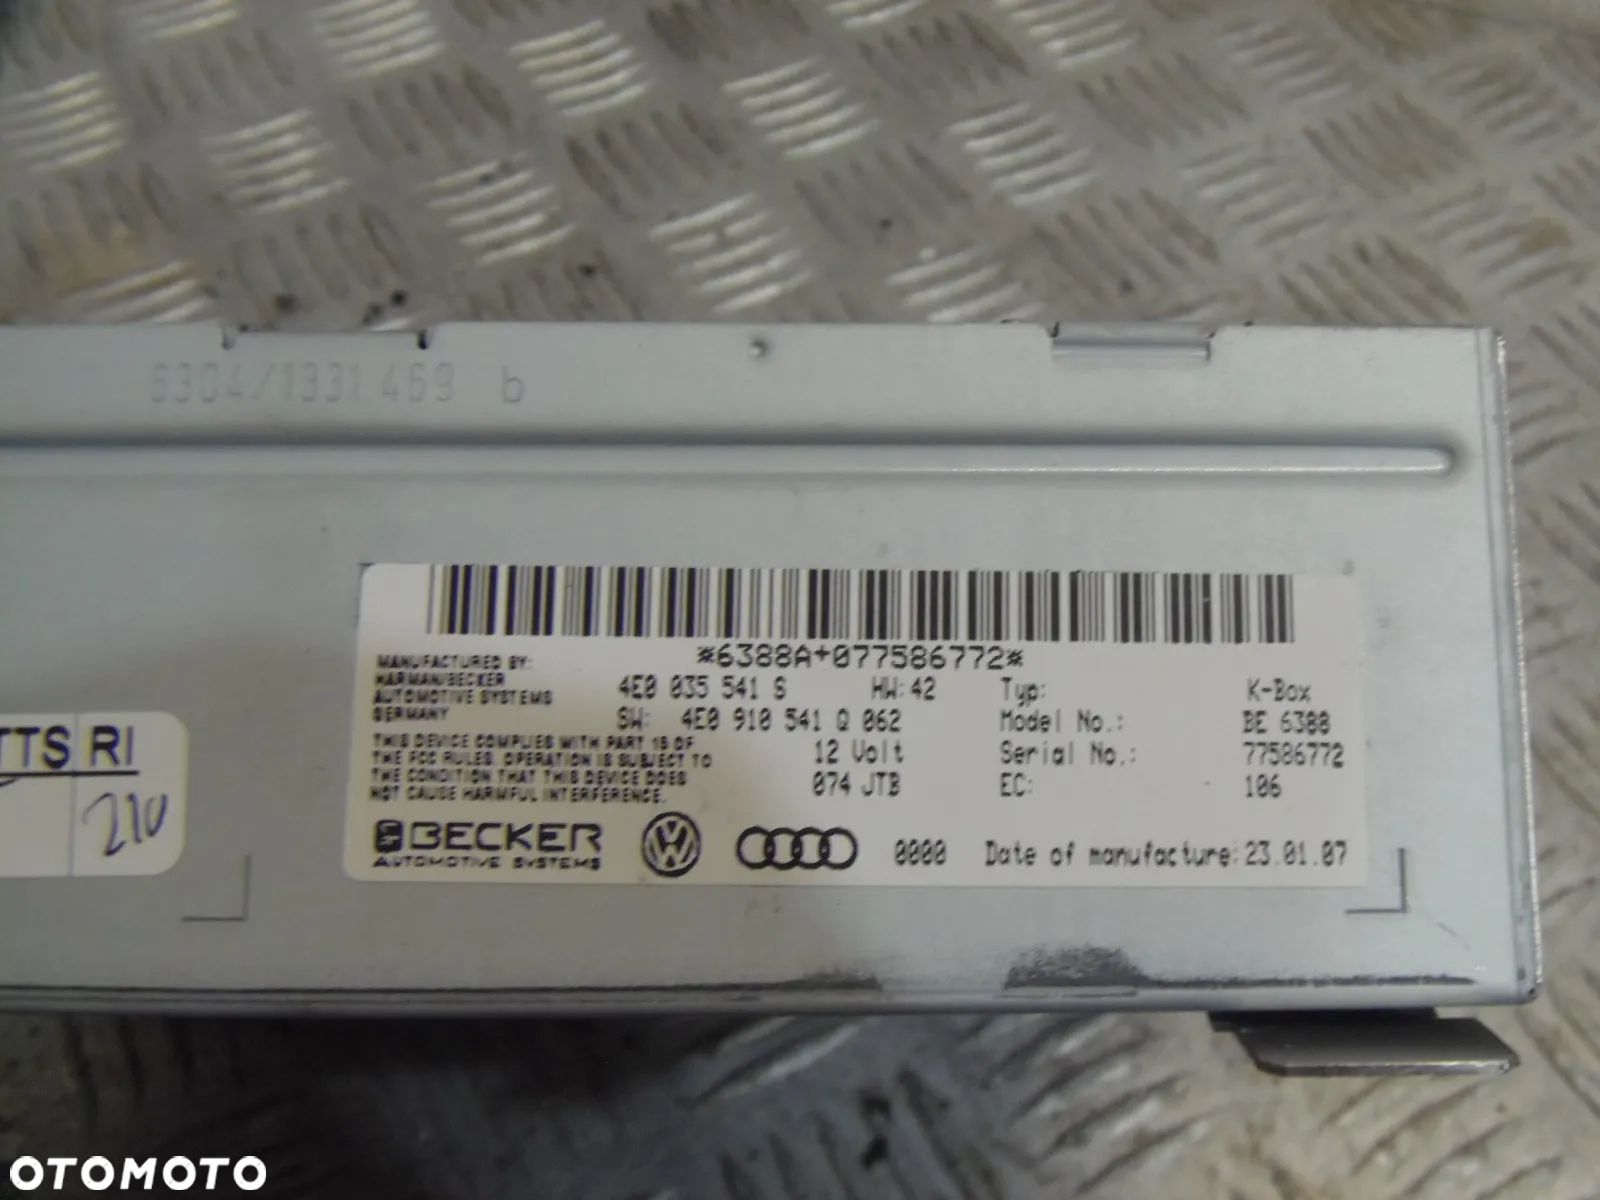 6304/1331 469 b
*6388A+077586772*
MANUFACTURED BY:
HARMAN/BECKER
AUTOMOTIVE SYSTEMS
GERMANY
4E0 035 541 S HW: 42
SW: 4E0 910 541 Q 062
12 Volt
074 JTB
Typ: K-Box
Model No.: BE 6388
Serial No.: 77586772
EC: 106
THIS DEVICE COMPLIES WITH PART 15 OF
THE FCC RULES. OPERATION IS SUBJECT TO
THE CONDITION THAT THIS DEVICE DOES
NOT CAUSE HARMFUL INTERFERENCE.
BECKER
AUTOMOTIVE SYSTEMS
0000 Date of manufacture: 23.01.07
TTS RI
210
OTOMOTO